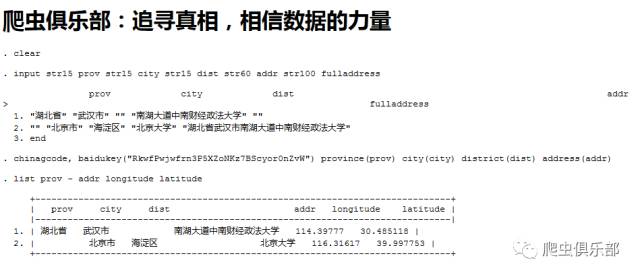 爬虫俱乐部：追寻真相，相信数据的力量
. clear
. input str15 prov str15 city str15 dist str60 addr str100 fulladdress
prov city dist addr
> fulladdress
1. "湖北省" "武汉市" "" "南湖大道中南财经政法大学" ""
2. "" "北京市" "海淀区" "北京大学" "湖北省武汉市南湖大道中南财经政法大学"
3. end
. chinagcode, baidukey("RkwfPwjwfrn3P5XZoNKz7BScyor0nZvW") province(prov) city(city) district(dist) address(addr)
. list prov - addr longitude latitude
| prov city dist addr longitude latitude |
1. | 湖北省 武汉市 南湖大道中南财经政法大学 114.39777 30.485118 |
2. | 北京市 海淀区 北京大学 116.31617 39.997753 |
爬虫俱乐部